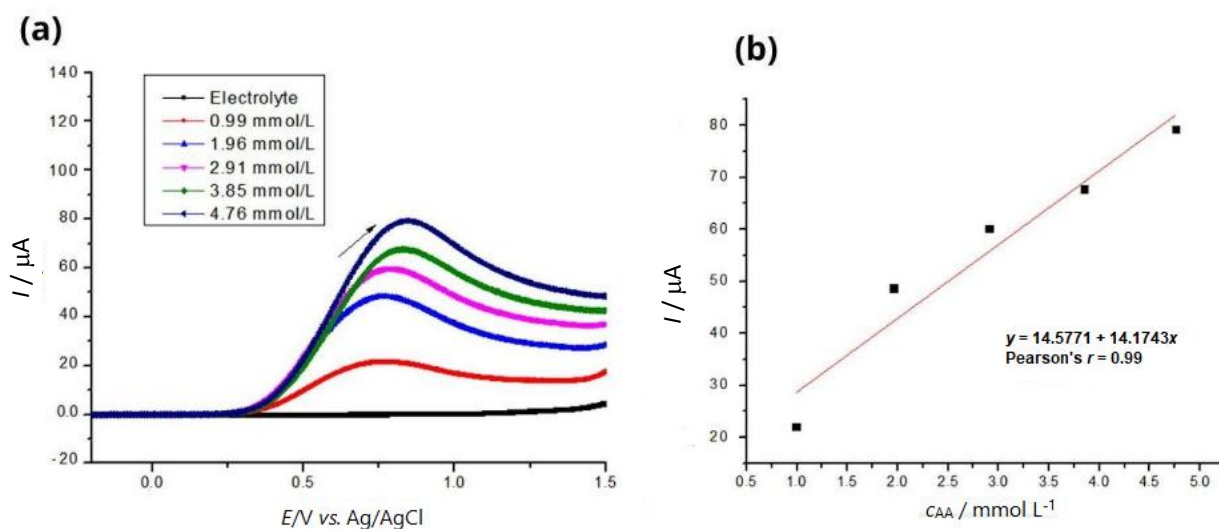 (a)
140
120
100
80
60
40
20
0.0
-20
I / µA
Electrolyte
0.99 mmol/L
1.96 mmol/L
2.91 mmol/L
3.85 mmol/L
4.76 mmol/L
0.0 0.5 1.0 1.5
E/V vs. Ag/AgCl
(b)
80
70
60
50
40
30
20
I / µA
y = 14.5771 + 14.1743x
Pearson's r = 0.99
0.5 1.0 1.5 2.0 2.5 3.0 3.5 4.0 4.5 5.0
cAA / mmol L-1